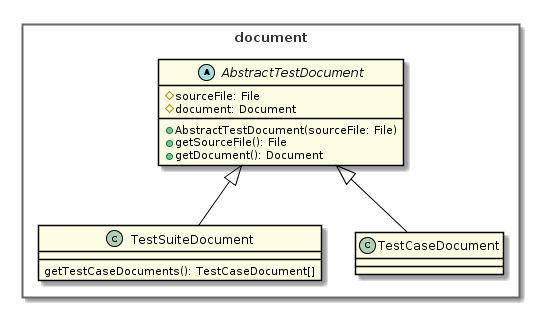 document
A AbstractTestDocument
sourceFile: File
document: Document
AbstractTestDocument(sourceFile: File)
getSourceFile(): File
getDocument(): Document
C TestSuiteDocument
getTestCaseDocuments(): TestCaseDocument[]
C TestCaseDocument